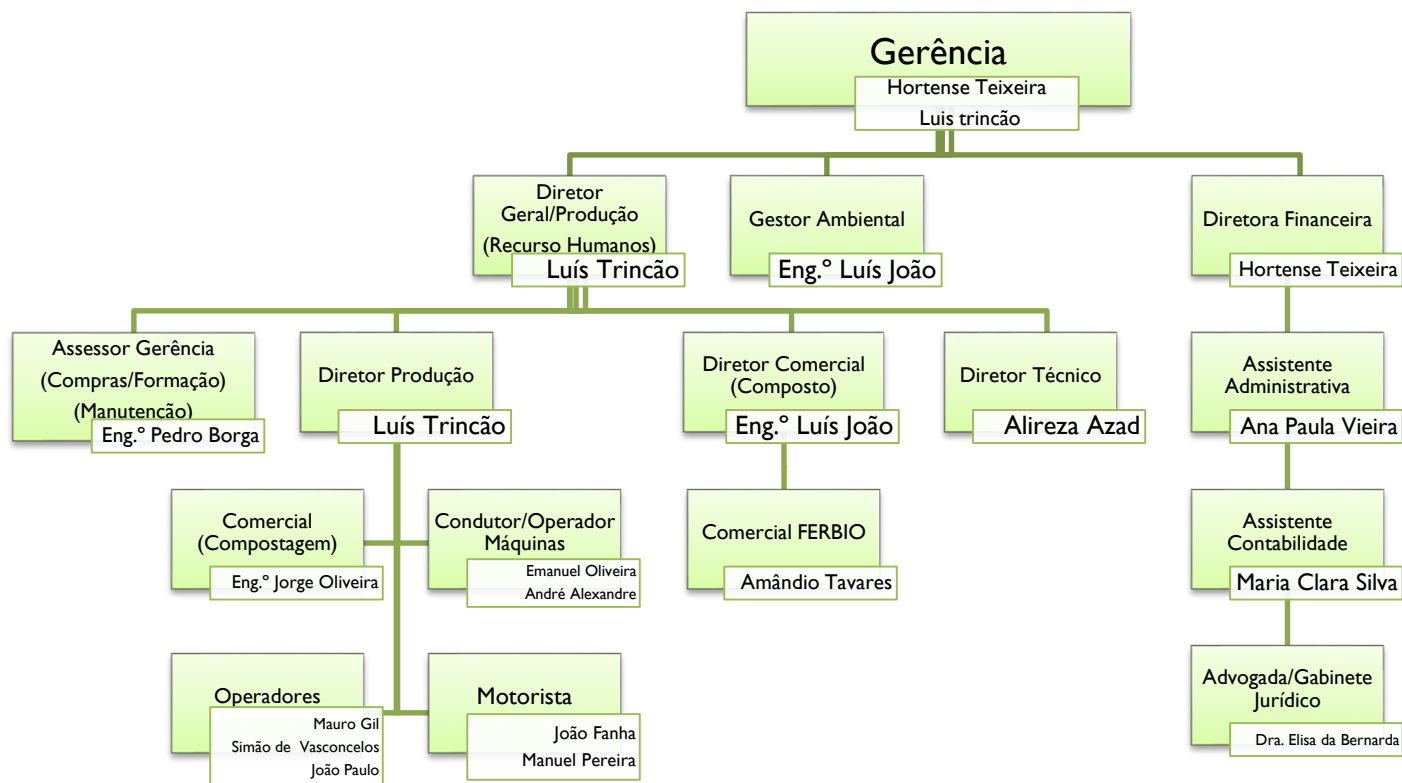 Gerência
Hortense Teixeira
Luis trincão
Diretor
Geral/Produção
(Recurso Humanos)
Luís Trincão
Gestor Ambiental
Eng.º Luís João
Diretora Financeira
Hortense Teixeira
Assessor Gerência
(Compras/Formação)
(Manutenção)
Eng.º Pedro Borga
Diretor Produção
Luís Trincão
Diretor Comercial
(Composto)
Eng.º Luís João
Diretor Técnico
Alireza Azad
Assistente
Administrativa
Ana Paula Vieira
Comercial
(Compostagem)
Eng.º Jorge Oliveira
Condutor/Operador
Máquinas
Emanuel Oliveira
André Alexandre
Comercial FERBIO
Amândio Tavares
Assistente
Contabilidade
Maria Clara Silva
Operadores
Mauro Gil
Simão de Vasconcelos
João Paulo
Motorista
João Fanha
Manuel Pereira
Advogada/Gabinete
Jurídico
Dra. Elisa da Bernarda